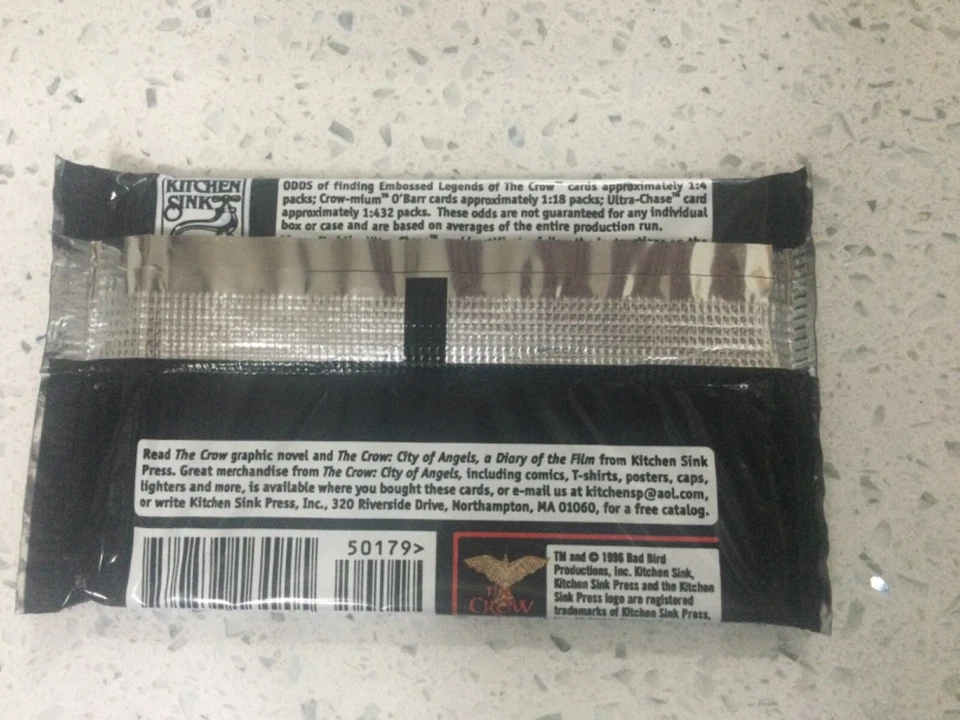 KITCHEN
SINK
ODDS of finding Embossed Legends of The Crow™ cards approximately 1:4
packs; Crow-mium™ O'Barr cards approximately 1:18 packs; Ultra-Chase™ card
approximately 1:432 packs. These odds are not guaranteed for any individual
box or case and are based on averages of the entire production run.
Read The Crow graphic novel and The Crow: City of Angels, a Diary of the Film from Kitchen Sink
Press. Great merchandise from The Crow: City of Angels, including comics, T-shirts, posters, caps,
lighters and more, is available where you bought these cards, or e-mail us at kitchensp@aol.com,
or write Kitchen Sink Press, Inc., 320 Riverside Drive, Northampton, MA 01060, for a free catalog.
50179>
THE
CROW
TM and © 1996 Bad Bird
Productions, Inc. Kitchen Sink,
Kitchen Sink Press and the Kitchen
Sink Press logo are registered
trademarks of Kitchen Sink Press,